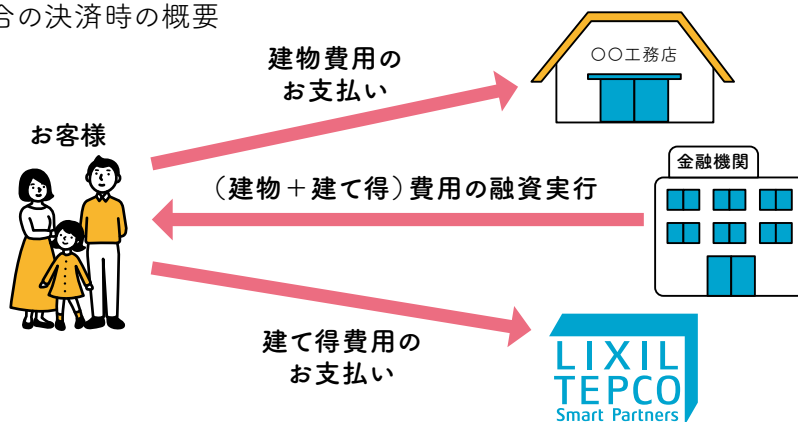 合の決済時の概要
建物費用の
お支払い
〇〇工務店
お客様
金融機関
(建物+建て得)費用の融資実行
建て得費用の
お支払い
LIXIL
TEPCO
Smart Partners